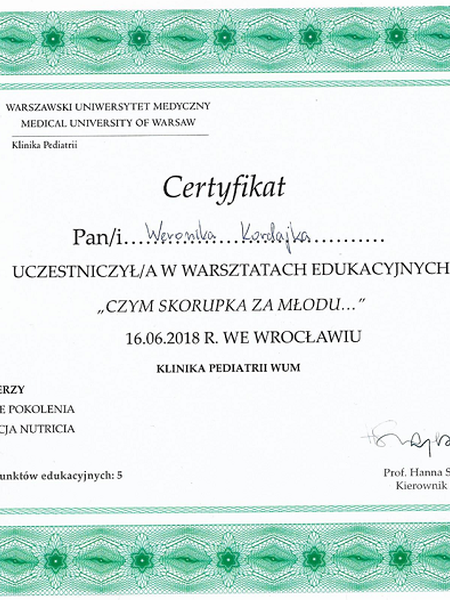 WARSZAWSKI UNIWERSYTET MEDYCZNY
MEDICAL UNIVERSITY OF WARSAW
Klinika Pediatrii
Certyfikat
Pan/i...Weronika Kordajka...........
UCZESTNICZYŁ/A W WARSZTATACH EDUKACYJNYCH
„CZYM SKORUPKA ZA MŁODU...”
16.06.2018 R. WE WROCŁAWIU
KLINIKA PEDIATRII WUM
ERZY
E POKOLENIA
CJA NUTRICIA
unktów edukacyjnych: 5
Prof. Hanna S
Kierownik